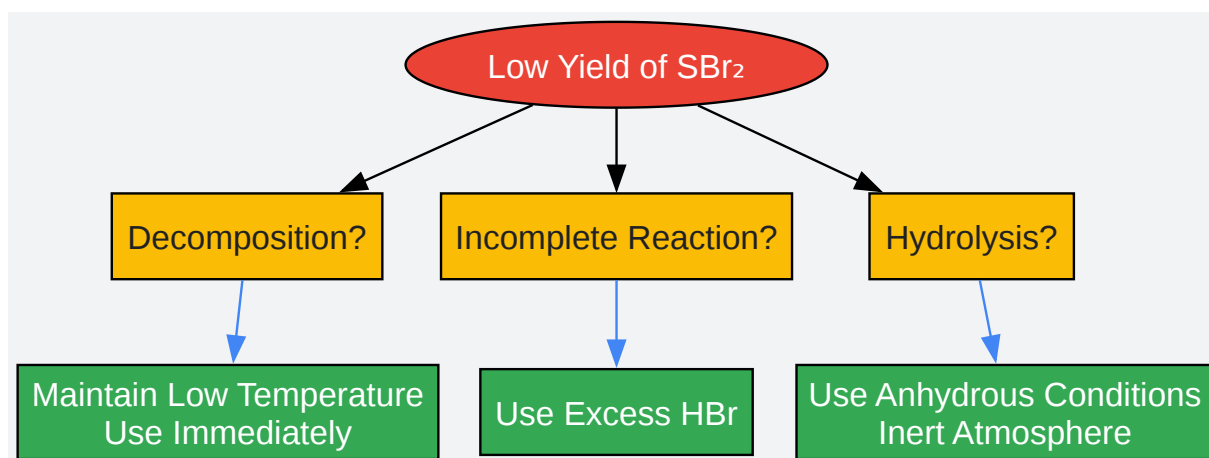 Low Yield of SBr₂
Decomposition?
Incomplete Reaction?
Hydrolysis?
Maintain Low Temperature
Use Immediately
Use Excess HBr
Use Anhydrous Conditions
Inert Atmosphere